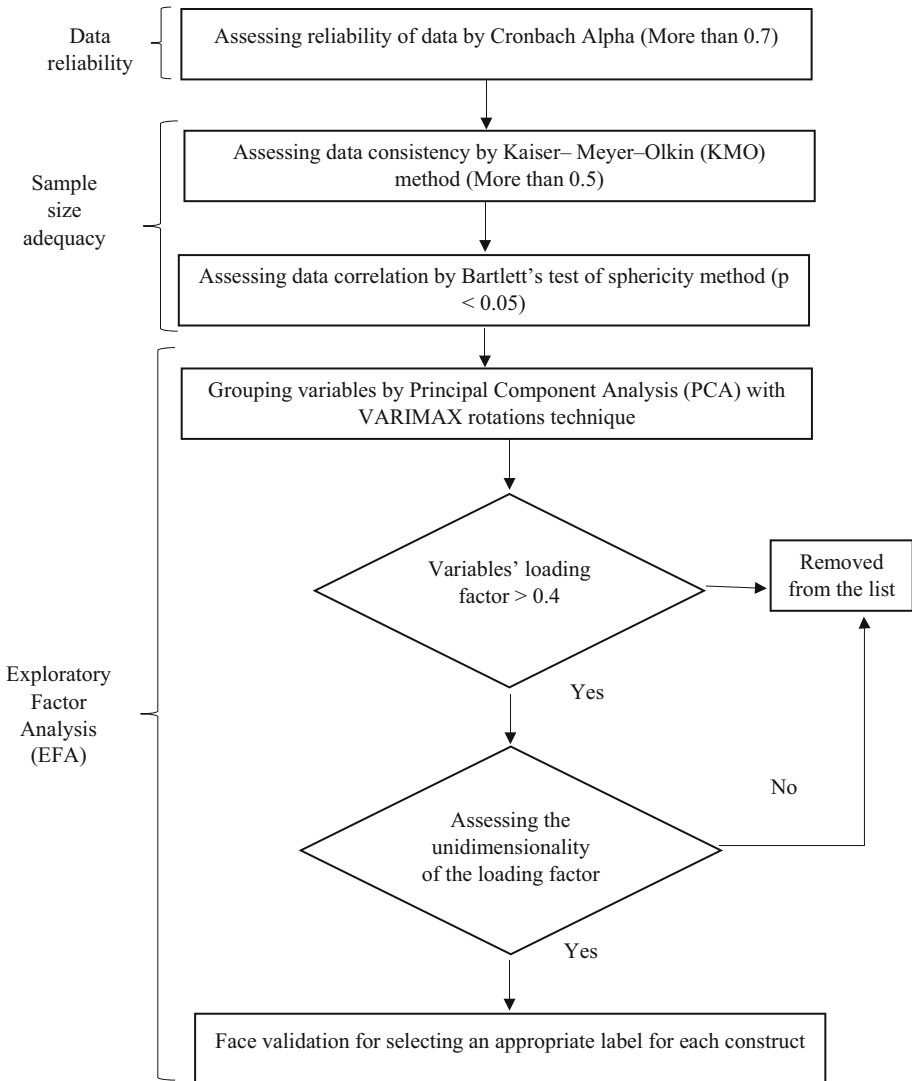 Data
reliability
Assessing reliability of data by Cronbach Alpha (More than 0.7)
Sample
size
adequacy
Assessing data consistency by Kaiser– Meyer–Olkin (KMO)
method (More than 0.5)
Assessing data correlation by Bartlett’s test of sphericity method (p
< 0.05)
Exploratory
Factor
Analysis
(EFA)
Grouping variables by Principal Component Analysis (PCA) with
VARIMAX rotations technique
Variables’ loading
factor > 0.4
Removed
from the list
Yes
Assessing the
unidimensionality
of the loading factor
No
Yes
Face validation for selecting an appropriate label for each construct